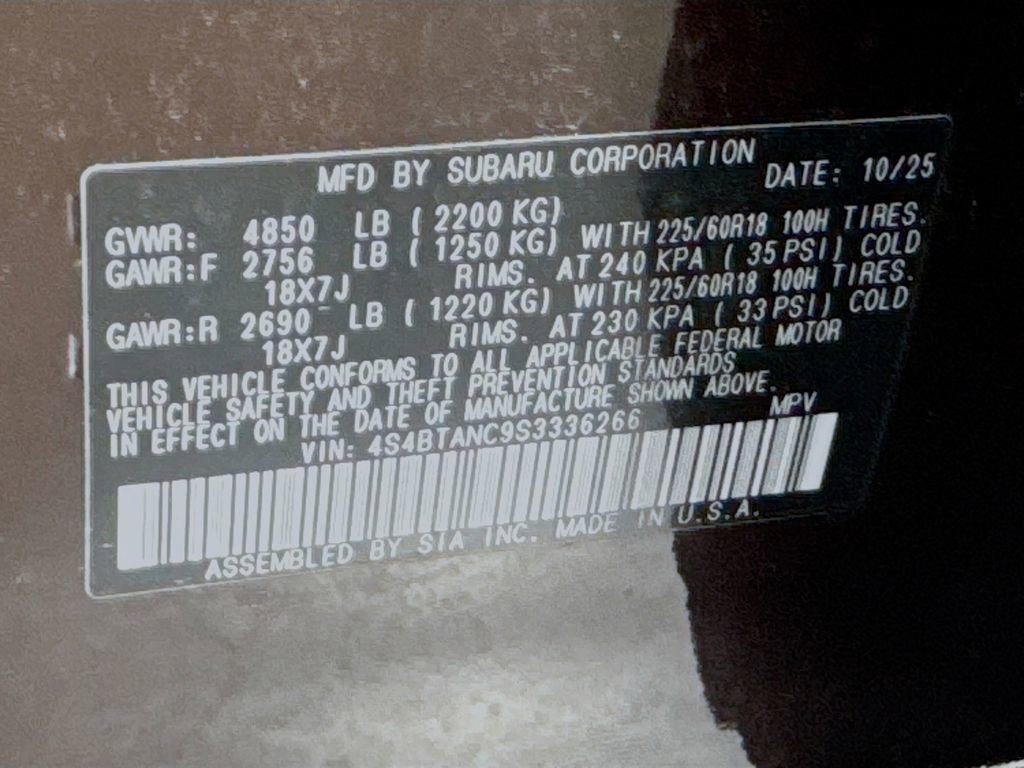 MFD BY SUBARU CORPORATION DATE: 10/25
GVWR: 4850 LB ( 2200 KG)
GAWR:F 2756 LB ( 1250 KG) WITH 225/60R18 100H TIRES.
18X7J RIMS. AT 240 KPA ( 35 PSI) COLD
GAWR:R 2690 LB ( 1220 KG) WITH 225/60R18 100H TIRES.
18X7J RIMS. AT 230 KPA ( 33 PSI) COLD
THIS VEHICLE CONFORMS TO ALL APPLICABLE FEDERAL MOTOR
VEHICLE SAFETY AND THEFT PREVENTION STANDARDS
IN EFFECT ON THE DATE OF MANUFACTURE SHOWN ABOVE.
VIN: 4S4BTANC9S3336266 MPV
ASSEMBLED BY SIA INC. MADE IN U.S.A.